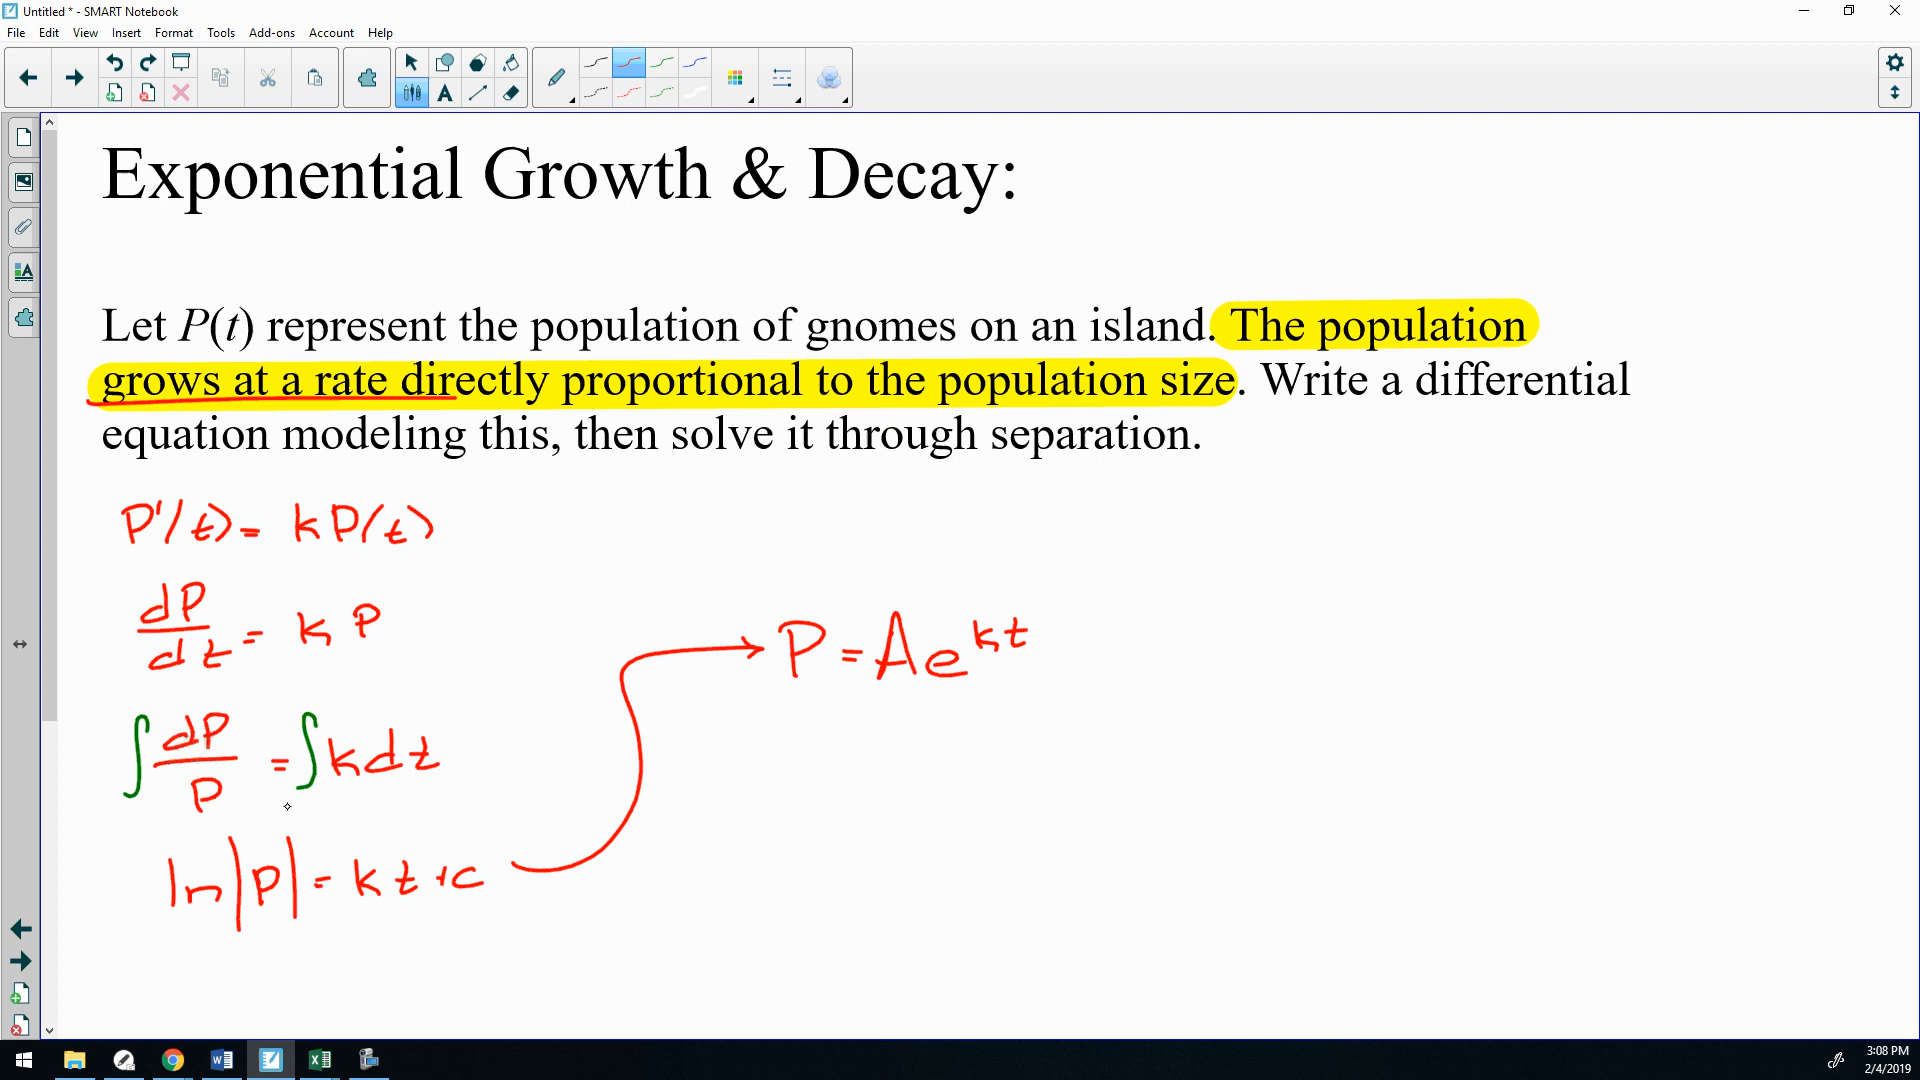 Untitled * - SMART Notebook
File Edit View Insert Format Tools Add-ons Account Help
Exponential Growth & Decay:
Let P(t) represent the population of gnomes on an island. The population
grows at a rate directly proportional to the population size. Write a differential
equation modeling this, then solve it through separation.
P'(t) = kP(t)
dP/dt = kP
∫ dP/P = ∫ k dt
ln|P| = kt + c
P = Ae^kt
3:08 PM
2/4/2019